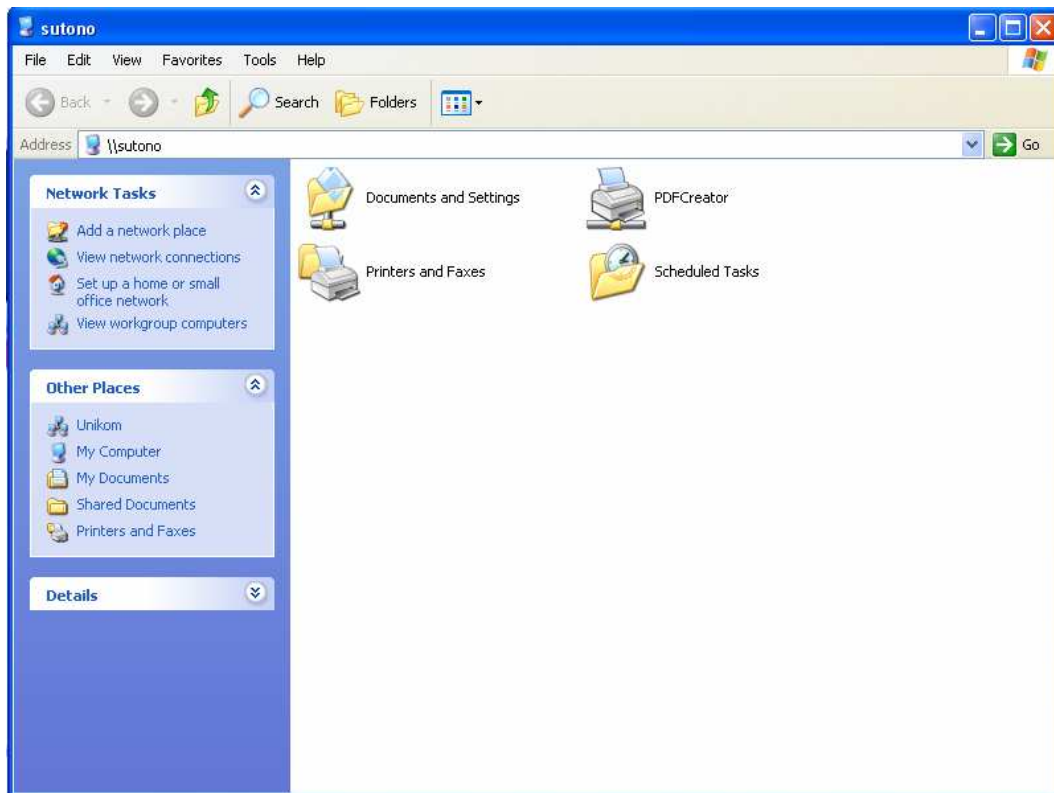 sutono
File Edit View Favorites Tools Help
Back Search Folders
Address \\sutono Go
Network Tasks
Add a network place
View network connections
Set up a home or small
office network
View workgroup computers
Other Places
Unikom
My Computer
My Documents
Shared Documents
Printers and Faxes
Details
Documents and Settings
PDFCreator
Printers and Faxes
Scheduled Tasks